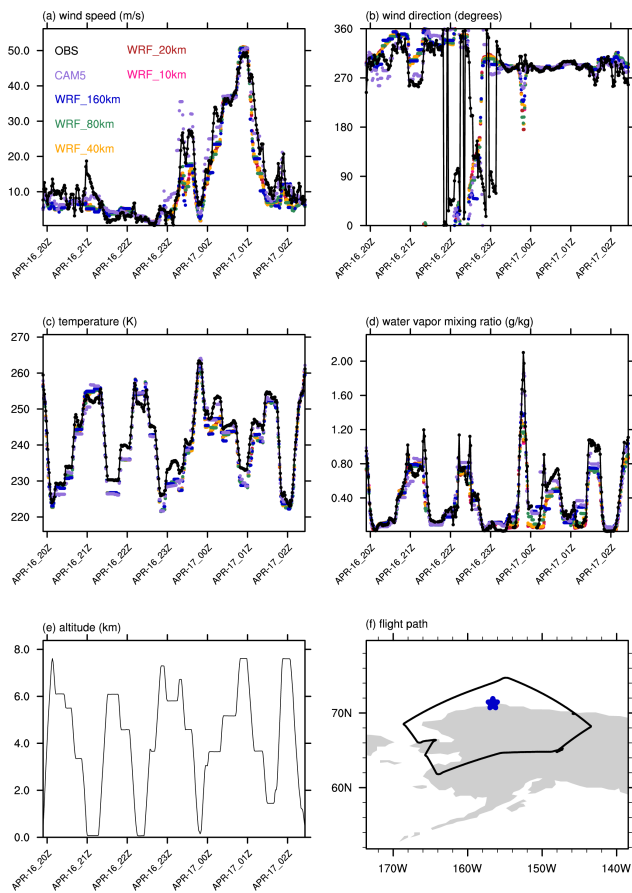 (a) wind speed (m/s)
50.0
40.0
30.0
20.0
10.0
OBS
CAM5
WRF_160km
WRF_80km
WRF_40km
WRF_20km
WRF_10km
APR-16_20Z
APR-16_21Z
APR-16_22Z
APR-16_23Z
APR-17_00Z
APR-17_01Z
APR-17_02Z
(b) wind direction (degrees)
360
270
180
90
0
APR-16_20Z
APR-16_21Z
APR-16_22Z
APR-16_23Z
APR-17_00Z
APR-17_01Z
APR-17_02Z
(c) temperature (K)
270
260
250
240
230
220
APR-16_20Z
APR-16_21Z
APR-16_22Z
APR-16_23Z
APR-17_00Z
APR-17_01Z
APR-17_02Z
(d) water vapor mixing ratio (g/kg)
2.00
1.60
1.20
0.80
0.40
APR-16_20Z
APR-16_21Z
APR-16_22Z
APR-16_23Z
APR-17_00Z
APR-17_01Z
APR-17_02Z
(e) altitude (km)
8.0
6.0
4.0
2.0
0.0
APR-16_20Z
APR-16_21Z
APR-16_22Z
APR-16_23Z
APR-17_00Z
APR-17_01Z
APR-17_02Z
(f) flight path
70N
60N
170W
160W
150W
140W